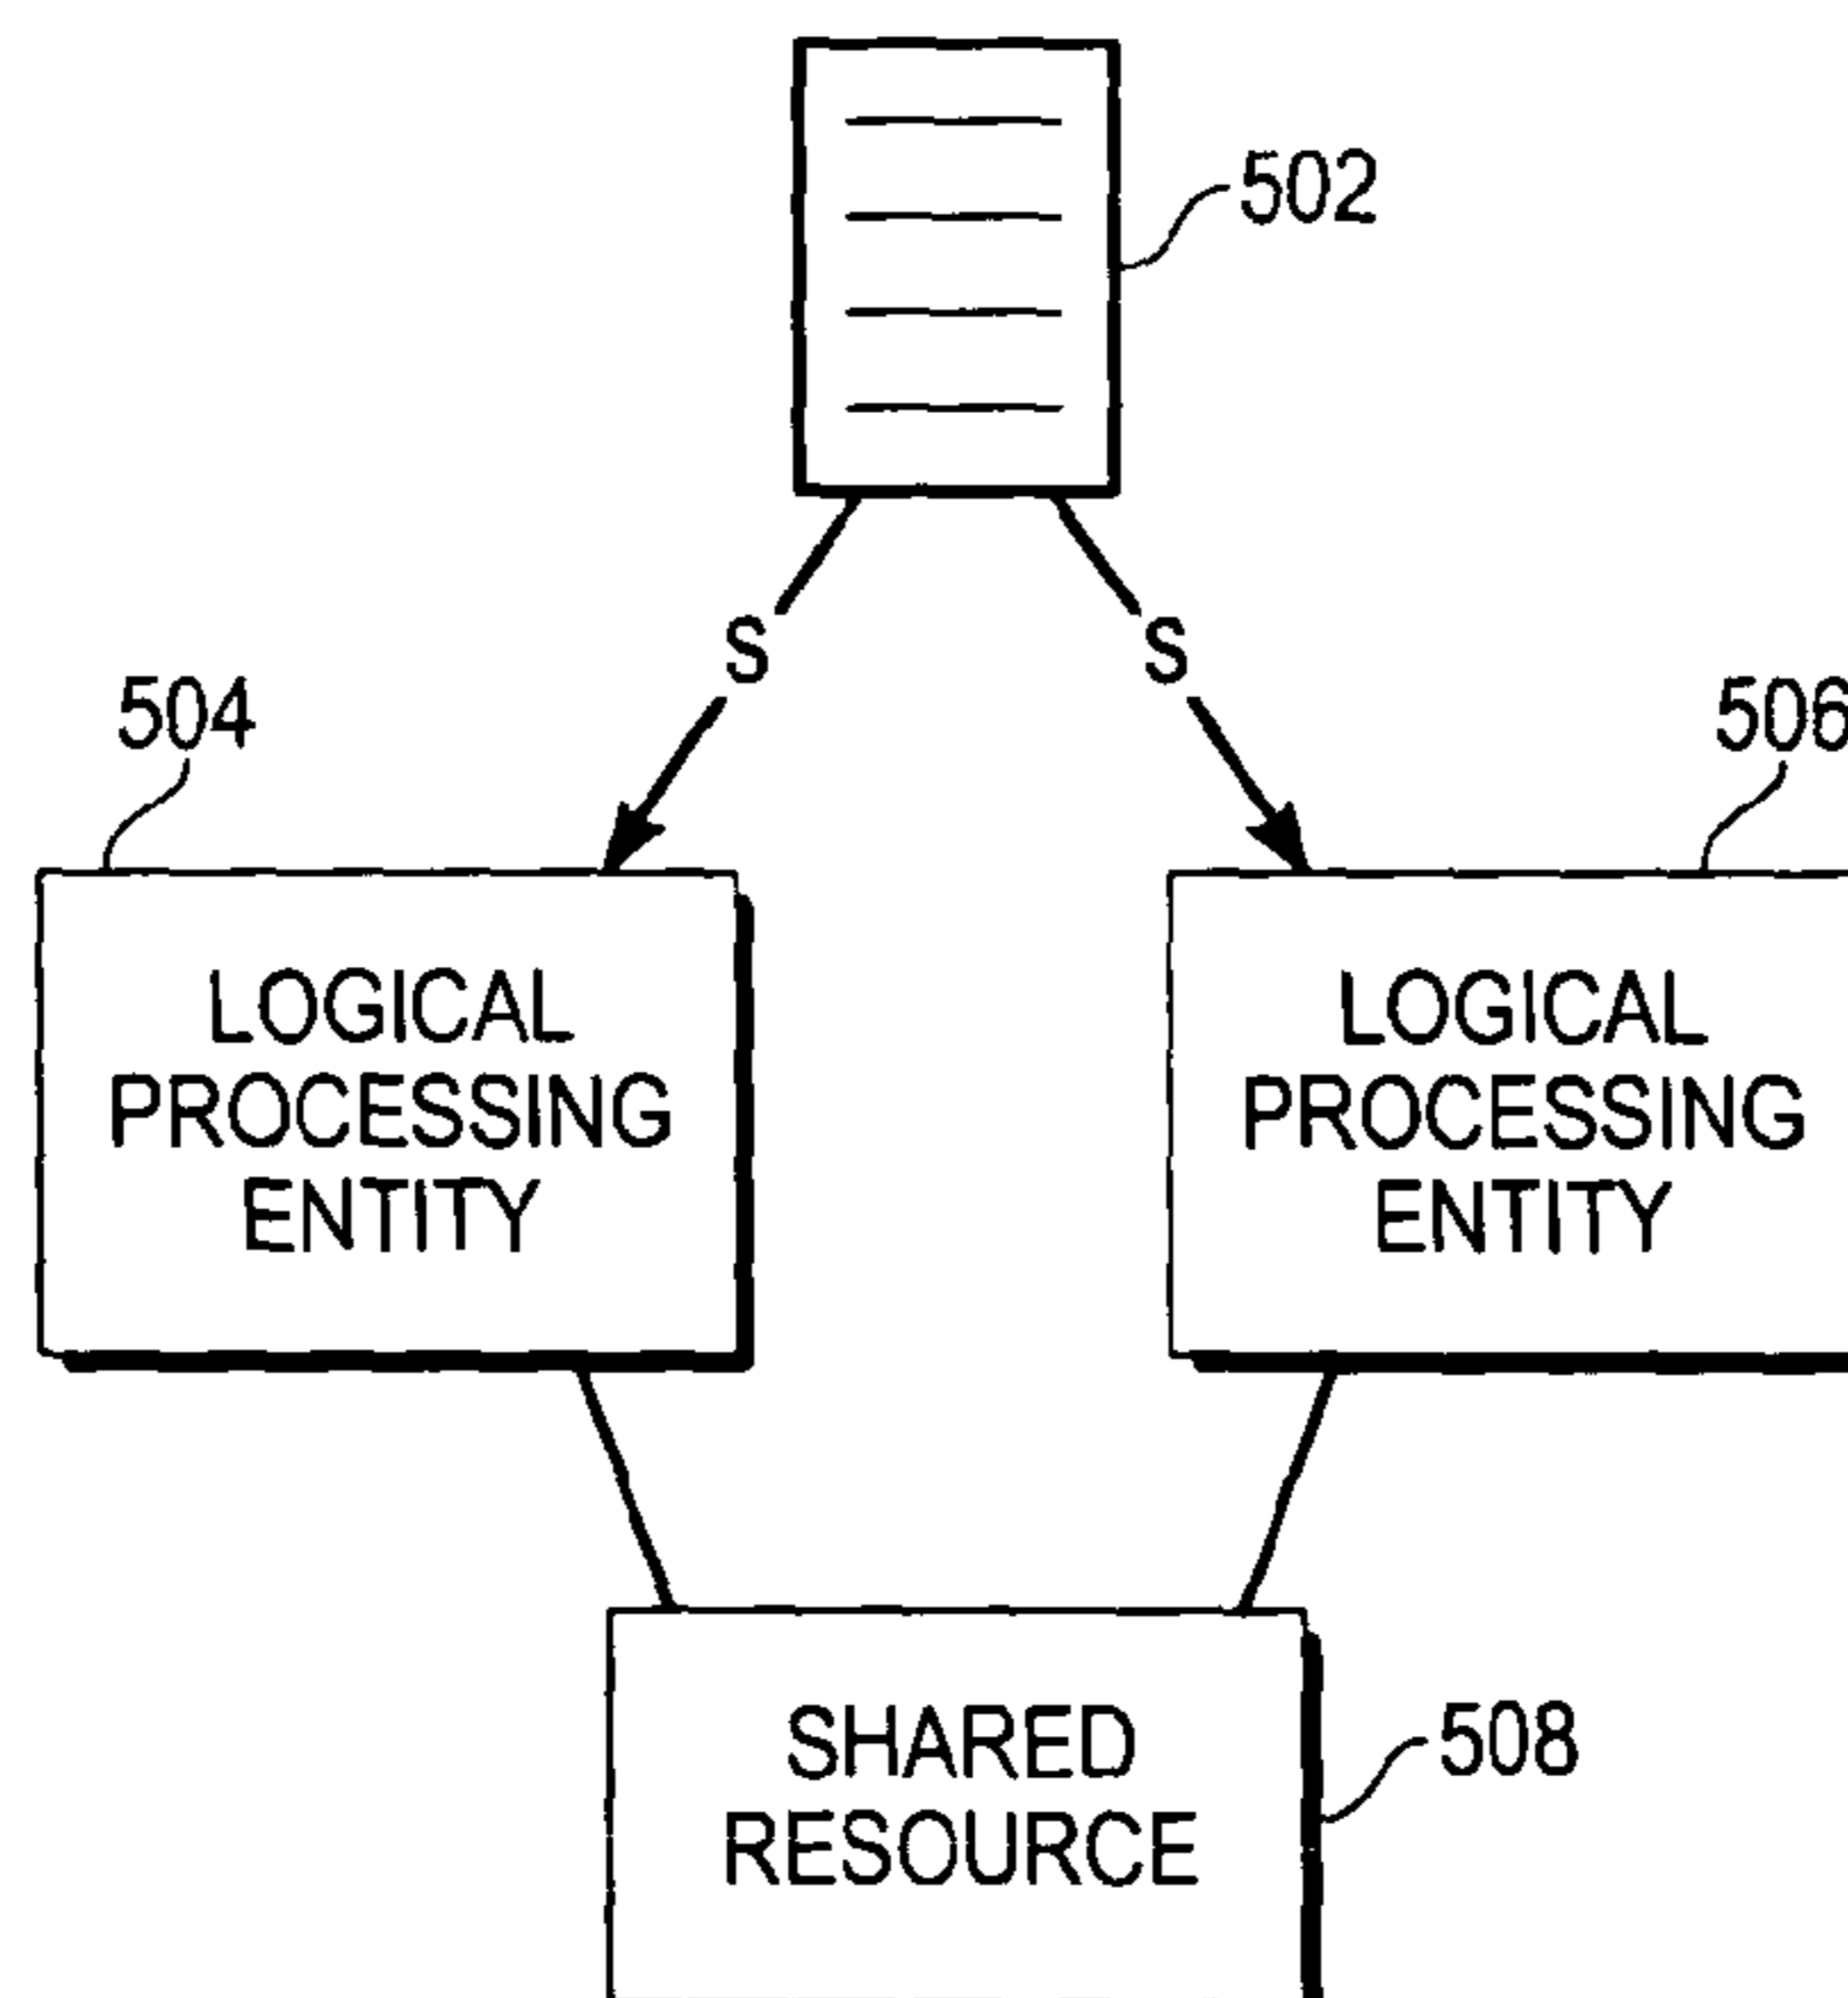 502
S S
504
506
LOGICAL
PROCESSING
ENTITY
LOGICAL
PROCESSING
ENTITY
SHARED
RESOURCE
508